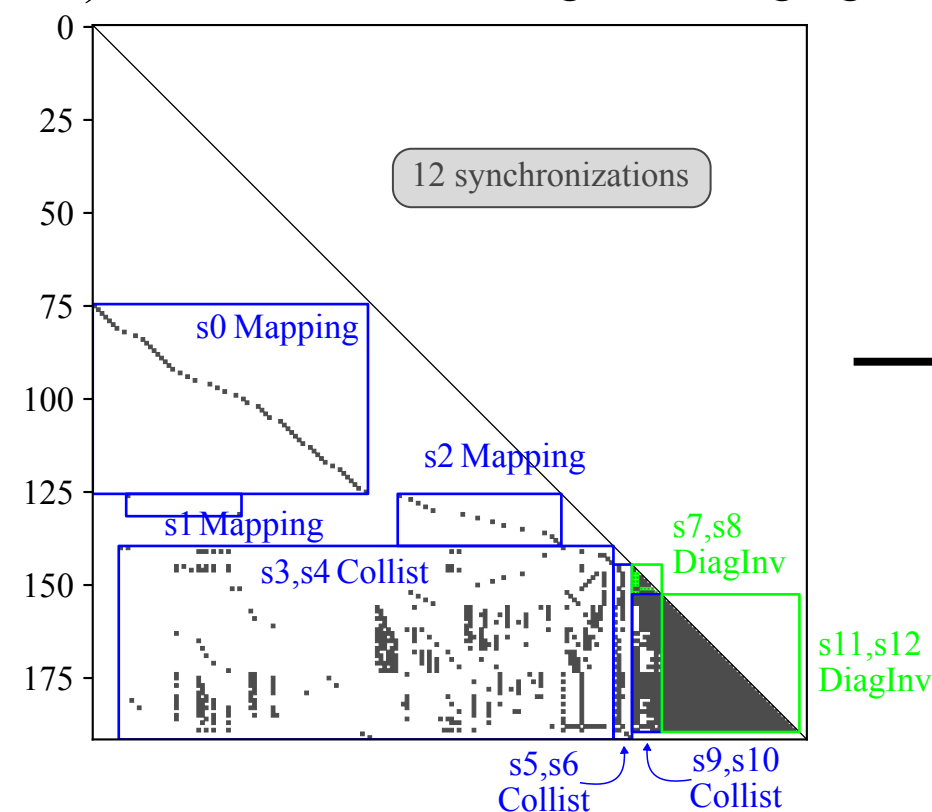 0
25
50
75
100
125
150
175
12 synchronizations
s0 Mapping
s2 Mapping
s1 Mapping
s3,s4 Collist
s7,s8
DiagInv
s11,s12
DiagInv
s5,s6
Collist
s9,s10
Collist